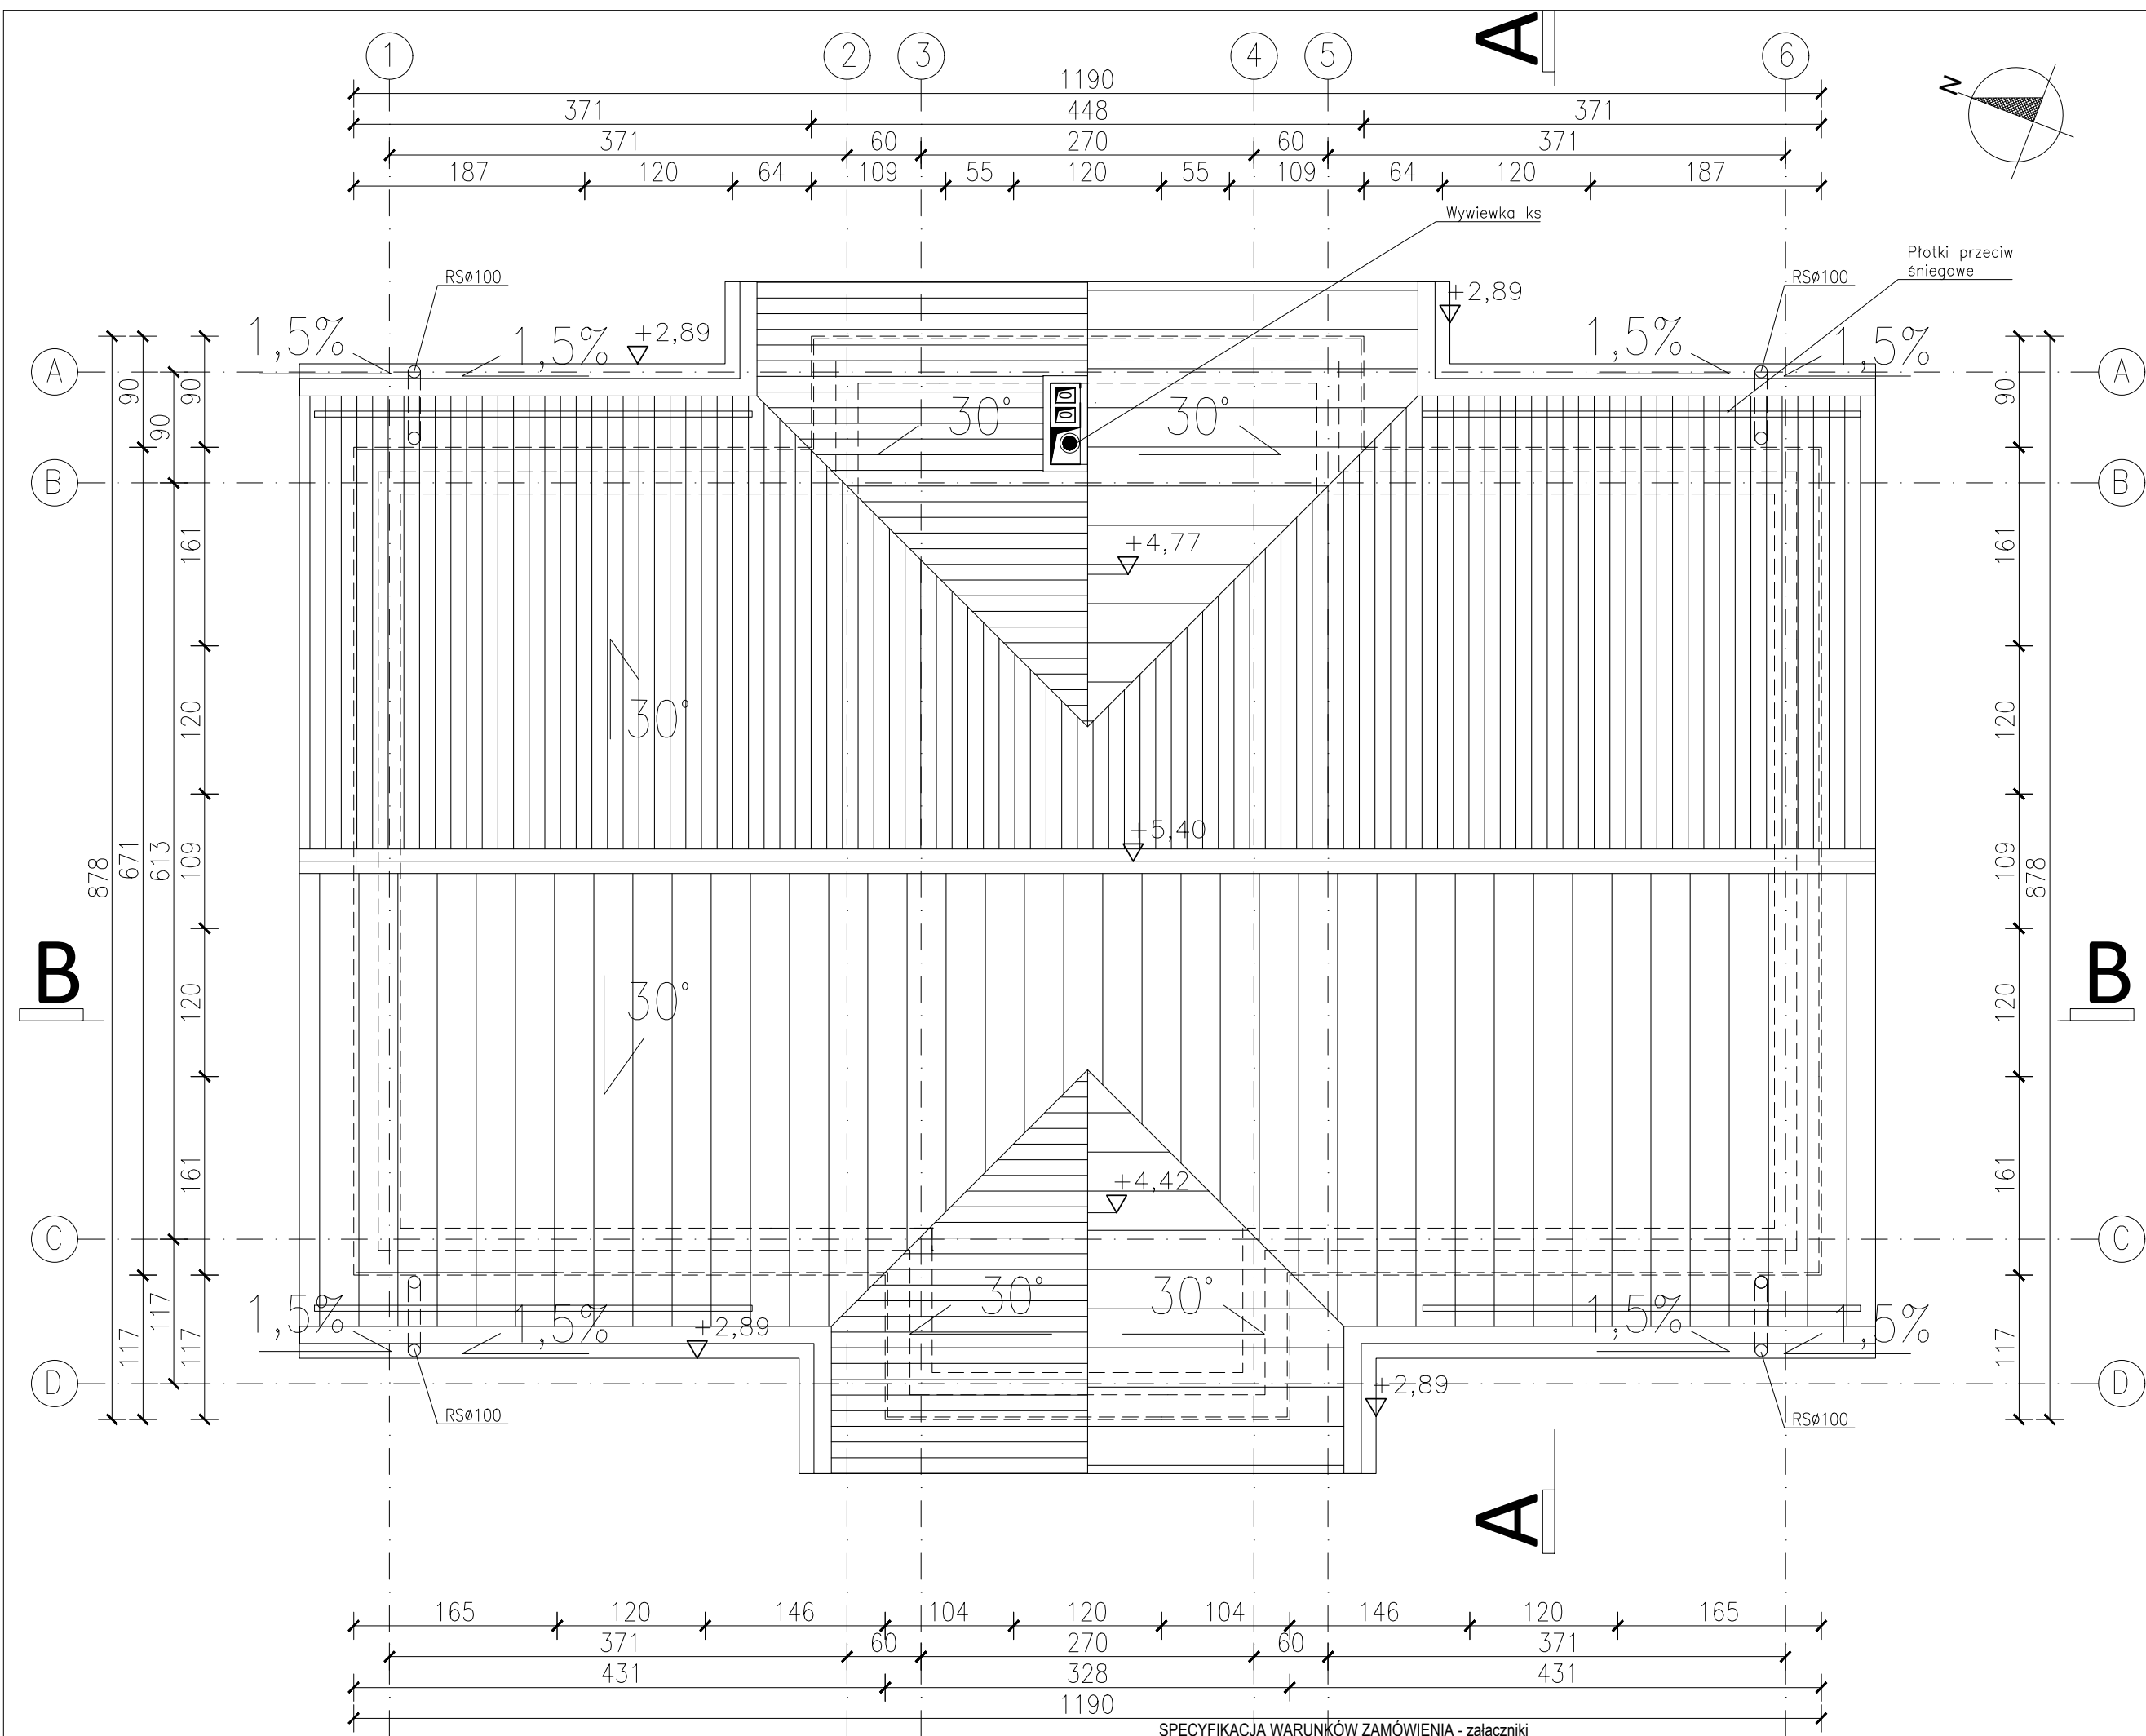 A
1 2 3 4 5 6
N
1190
371 448 371
371 60 270 60 371
187 120 64 109 55 120 55 109 64 120 187
Wywiewka ks
Płotki przeciw
śniegowe
RSø100
RSø100
+2,89
1,5% 1,5% +2,89
1,5% 1,5%
A A
30° 30°
B B
+4,77
30°
+5,40
B B
30°
+4,42
C C
30° 30°
1,5% 1,5% +2,89
1,5% 1,5%
+2,89
D D
RSø100
RSø100
878
90 671 117
90 613 117
90 161 120 109 120 161 117
90 161 120 109 120 161 117
878
A
165 120 146 104 120 104 146 120 165
371 60 270 60 371
431 328 431
1190
SPECYFIKACJA WARUNKÓW ZAMÓWIENIA - załączniki